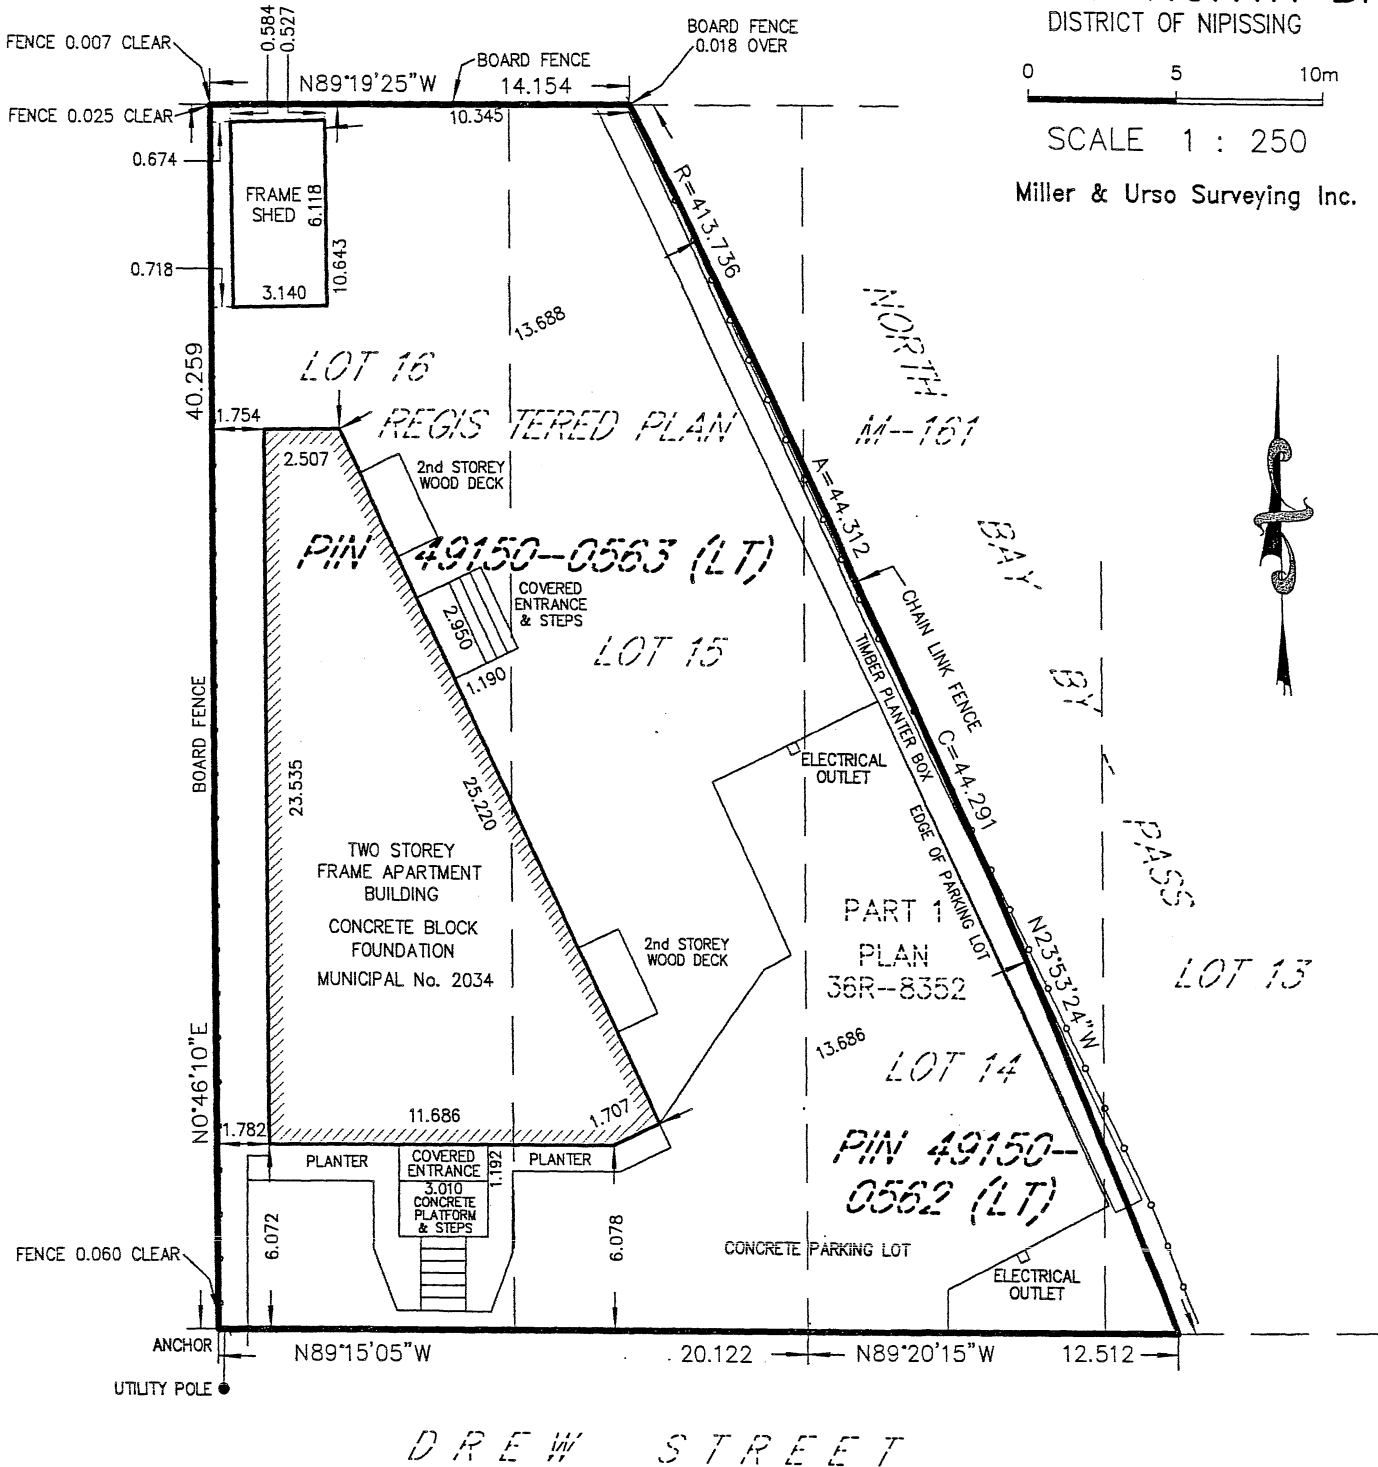 DISTRICT OF NIPISSING
0 5 10m
SCALE 1 : 250
Miller & Urso Surveying Inc.
FENCE 0.007 CLEAR
0.584
0.527
BOARD FENCE
0.018 OVER
BOARD FENCE
N89°19'25"W
14.154
FENCE 0.025 CLEAR
10.345
0.674
FRAME
SHED
6.118
10.643
0.718
3.140
R=413.736
13.688
NORTH
40.259
LOT 16
1.754
REGISTERED PLAN
M--161
2.507
2nd STOREY
WOOD DECK
A=44.312
BAY
PIN 49150--0563 (LT)
COVERED
ENTRANCE
& STEPS
2.950
1.190
LOT 15
CHAIN LINK FENCE
TIMBER PLANTER BOX
BY
-
PASS
BOARD FENCE
23.535
25.220
ELECTRICAL
OUTLET
C=44.291
EDGE OF PARKING LOT
TWO STOREY
FRAME APARTMENT
BUILDING
CONCRETE BLOCK
FOUNDATION
MUNICIPAL No. 2034
2nd STOREY
WOOD DECK
PART 1
PLAN
36R--8352
N23°53'24"W
LOT 13
13.686
LOT 14
N0°46'10"E
1.782
11.686
1.707
PLANTER
COVERED
ENTRANCE
1.192
PLANTER
3.010
CONCRETE
PLATFORM
& STEPS
PIN 49150--
0562 (LT)
6.072
6.078
FENCE 0.060 CLEAR
CONCRETE PARKING LOT
ELECTRICAL
OUTLET
ANCHOR
N89°15'05"W
20.122
N89°20'15"W
12.512
UTILITY POLE
DREW STREET